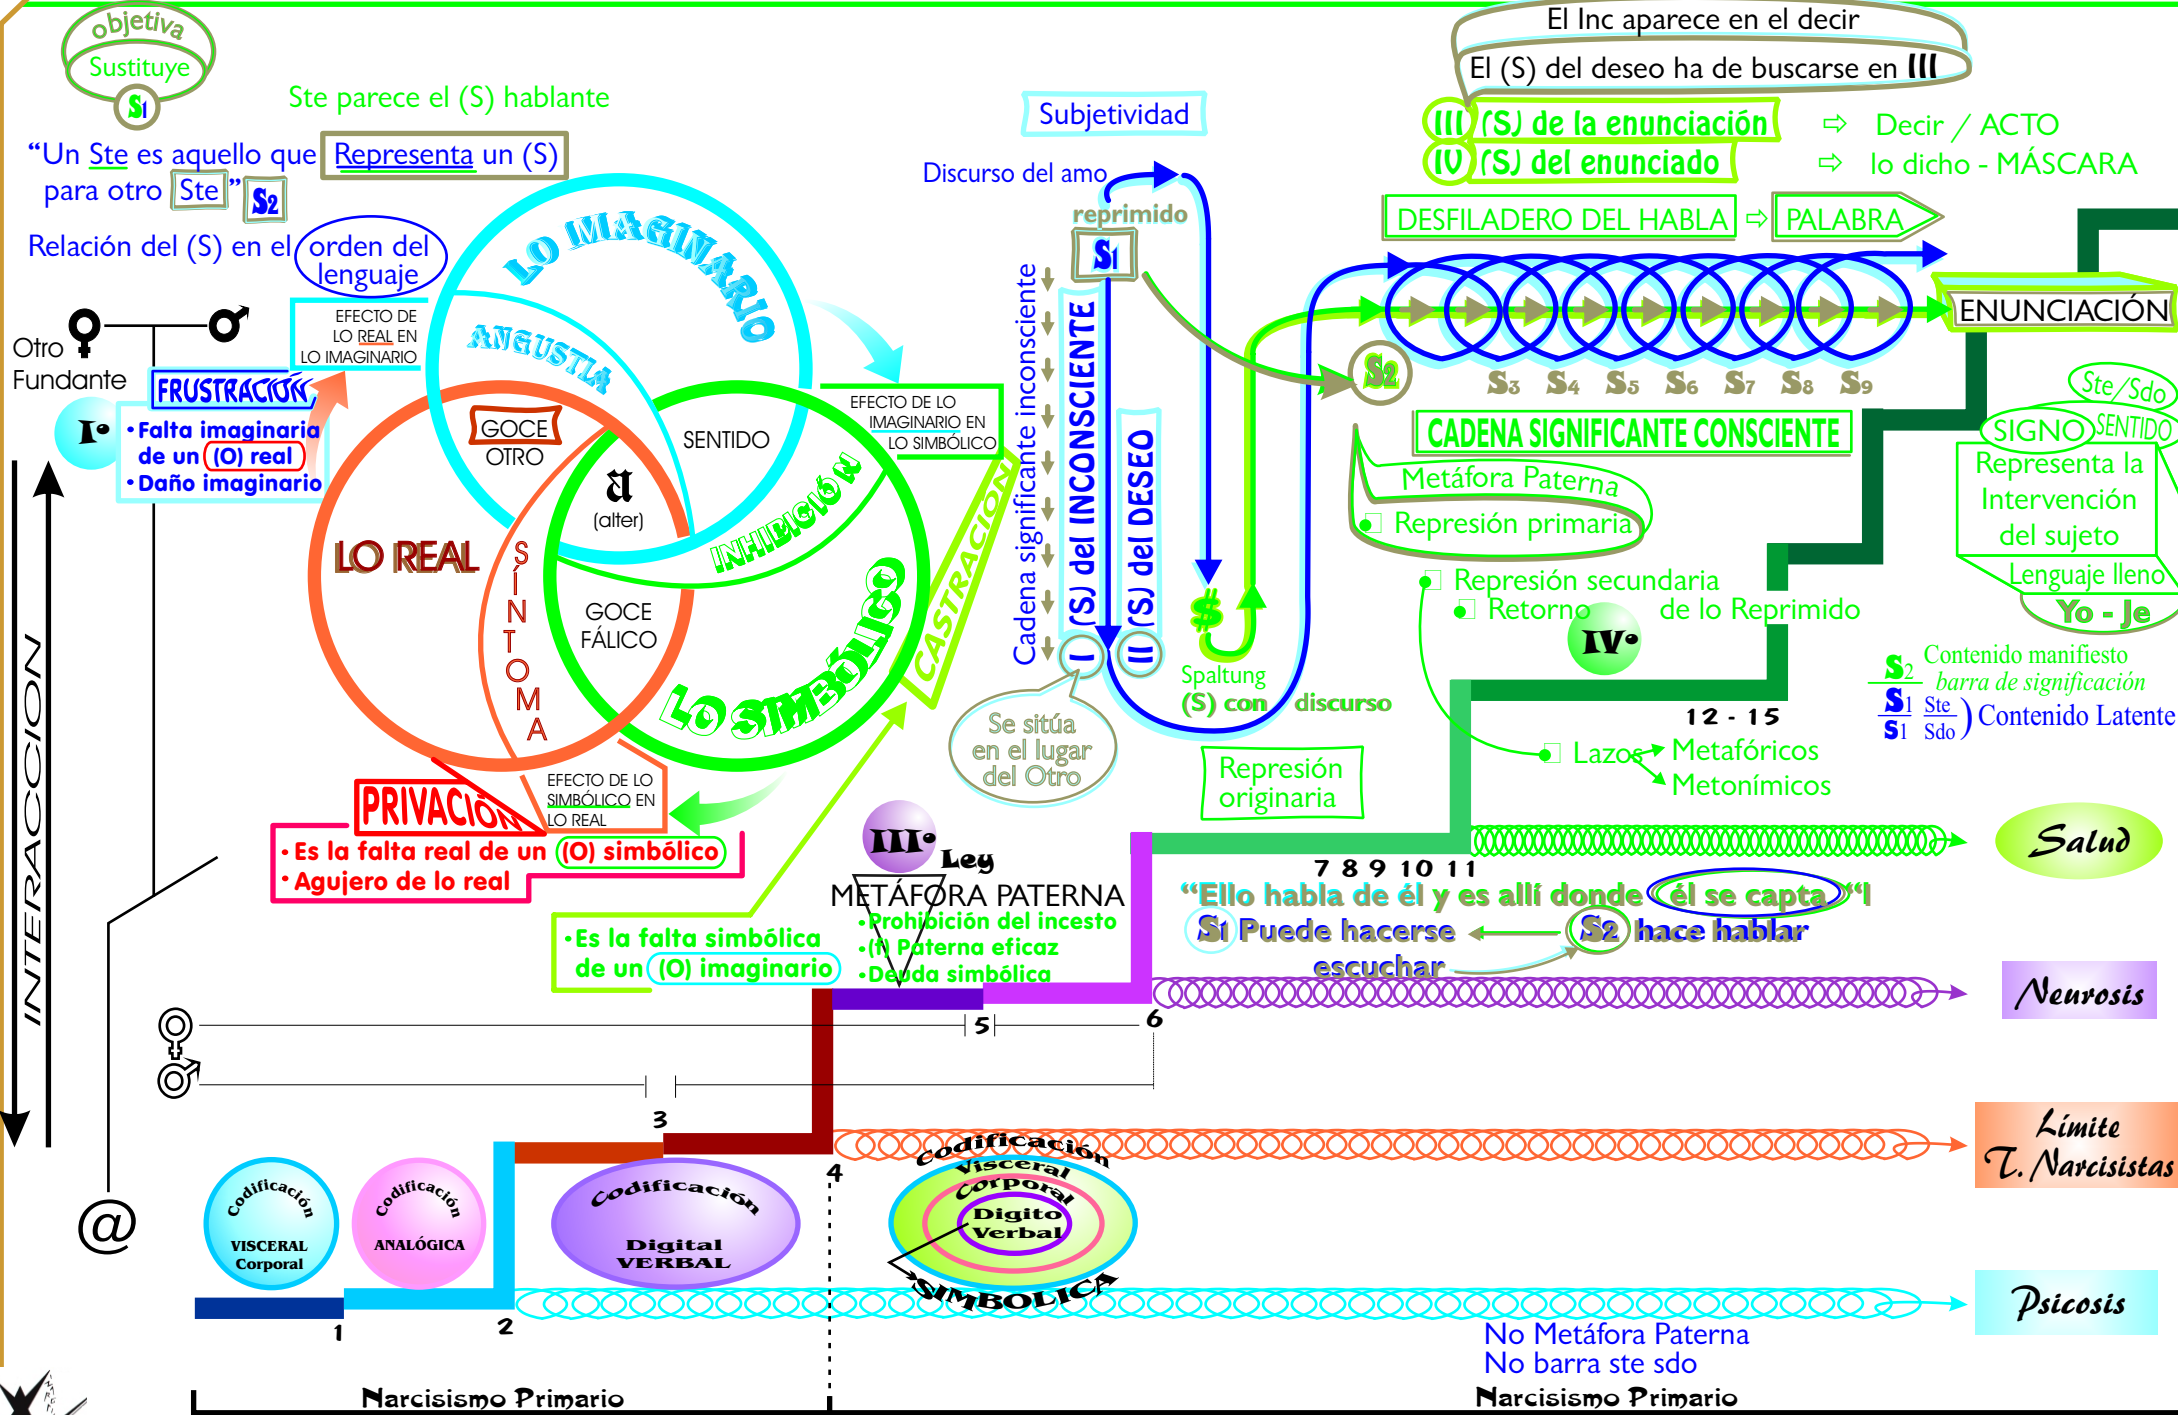 objetiva
Sustituye
S1
Ste parece el (S) hablante
“Un Ste es aquello que Representa un (S)
para otro Ste” S2
Relación del (S) en el orden del
lenguaje
Otro
Fundante
EFECTO DE
LO REAL EN
LO IMAGINARIO
FRUSTRACIÓN
Iº
• Falta imaginaria
de un (O) real
• Daño imaginario
LO IMAGINARIO
ANGUSTIA
GOCE
OTRO
SENTIDO
a
(alter)
LO REAL
SÍNTOMA
INHIBICIÓN
GOCE
FÁLICO
LO SIMBÓLICO
EFECTO DE LO
IMAGINARIO EN
LO SIMBÓLICO
CASTRACION
EFECTO DE LO
SIMBÓLICO EN
LO REAL
PRIVACIÓN
• Es la falta real de un (O) simbólico
• Agujero de lo real
• Es la falta simbólica
de un (O) imaginario
INTERACCION
@
Subjetividad
Discurso del amo
reprimido
S1
Cadena significante inconsciente
I (S) del INCONSCIENTE
II (S) del DESEO
Se sitúa
en el lugar
del Otro
$
Spaltung
(S) con discurso
Represión
originaria
El Inc aparece en el decir
El (S) del deseo ha de buscarse en III
III (S) de la enunciación ⇨ Decir / ACTO
IV (S) del enunciado ⇨ lo dicho - MÁSCARA
DESFILADERO DEL HABLA ⇨ PALABRA
ENUNCIACIÓN
S2 S3 S4 S5 S6 S7 S8 S9
CADENA SIGNIFICANTE CONSCIENTE
Metáfora Paterna
Represión primaria
Represión secundaria
Retorno de lo Reprimido
IVº
12 - 15
Lazos Metafóricos
Metonímicos
Ste/Sdo
SIGNO SENTIDO
Representa la
Intervención
del sujeto
Lenguaje lleno
Yo - Je
S2 Contenido manifiesto
barra de significación
S1 Ste
S1 Sdo ) Contenido Latente
IIIº Ley
METÁFORA PATERNA
• Prohibición del incesto
• (f) Paterna eficaz
• Deuda simbólica
7 8 9 10 11
“Ello habla de él y es allí donde él se capta “I
S1 Puede hacerse S2 hace hablar
escuchar
Salud
Neurosis
Límite
T. Narcisistas
Psicosis
5
6
3
4
1
2
Codificación
VISCERAL
Corporal
Codificación
ANALÓGICA
Codificación
Digital
VERBAL
Codificación
Visceral
Corporal
Digito
Verbal
SIMBOLICA
No Metáfora Paterna
No barra ste sdo
Narcisismo Primario
Narcisismo Primario